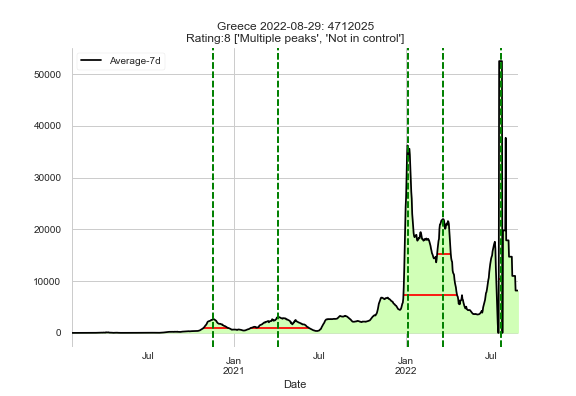 Greece 2022-08-29: 4712025
Rating:8 ['Multiple peaks', 'Not in control']
Average-7d
50000
40000
30000
20000
10000
0
Jul
Jan
2021
Jul
Jan
2022
Jul
Date